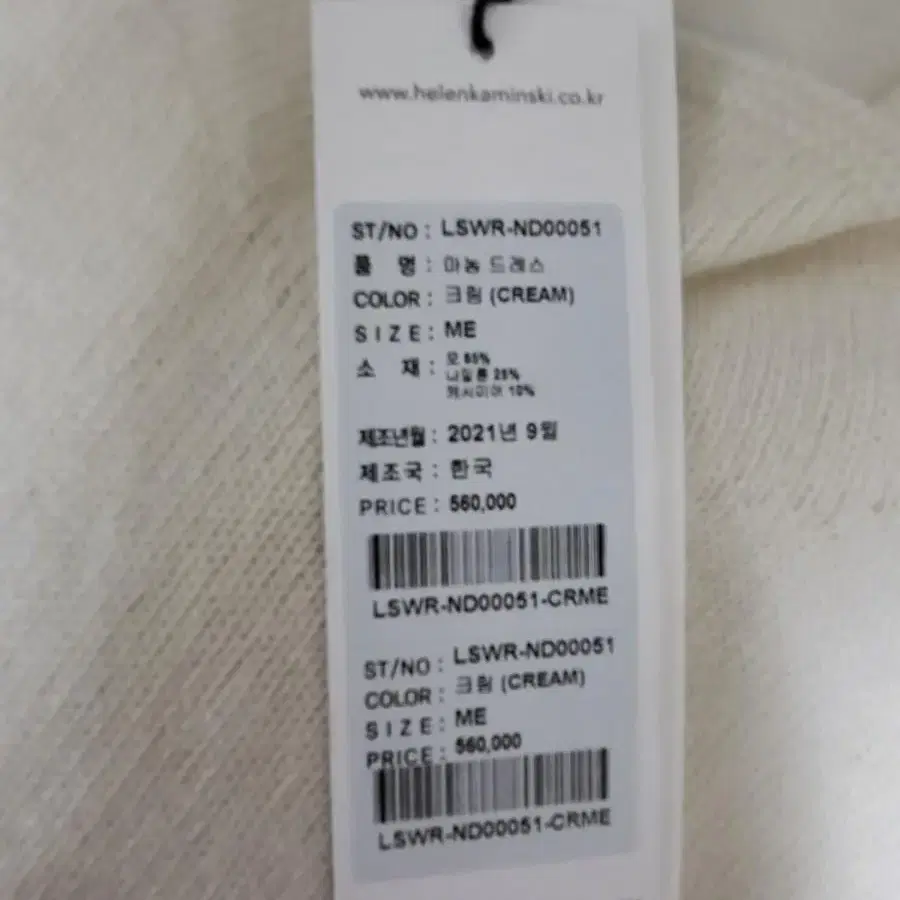 www.helenkaminski.co.kr
ST/NO : LSWR-ND00051
품 명 : 마농 드레스
COLOR : 크림 (CREAM)
SIZE : ME
소 재 : 모 65%
나일론 25%
캐시미어 10%
제조년월 : 2021년 9월
제조국 : 한국
PRICE : 560,000
LSWR-ND00051-CRME
ST/NO : LSWR-ND00051
COLOR : 크림 (CREAM)
SIZE : ME
PRICE : 560,000
LSWR-ND00051-CRME